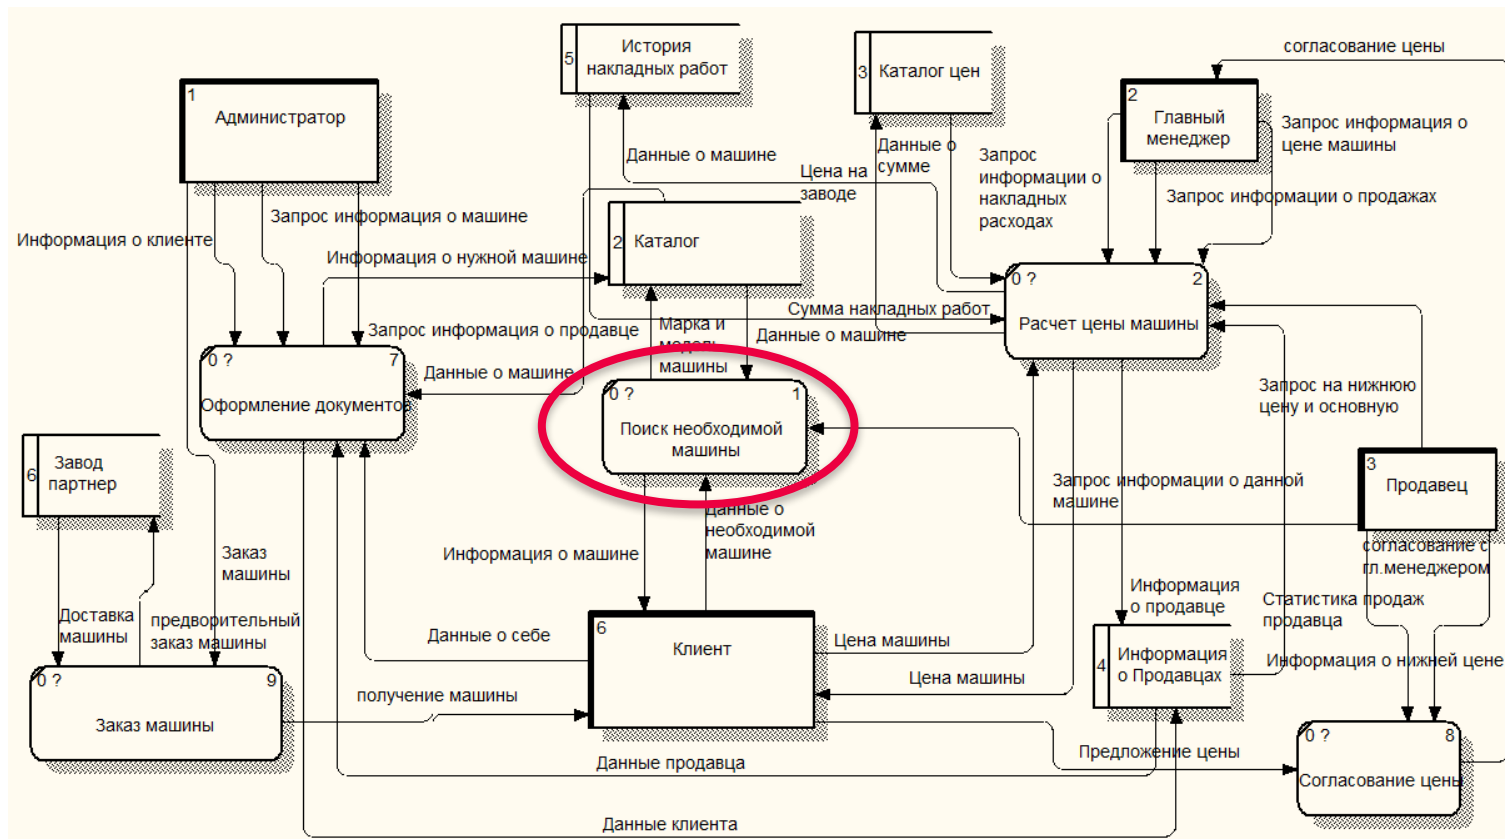 5
История
накладных работ
3
Каталог цен
согласование цены
1
Администратор
2
Главный
менеджер
Запрос информация о
цене машины
Данные о машине
Данные о
сумме
Цена на
заводе
Запрос
информации о
накладных
расходах
Запрос информации о продажах
Информация о клиенте
Запрос информация о машине
2
Каталог
Информация о нужной машине
0 ?
2
Расчет цены машины
Сумма накладных работ
Запрос информация о продавце
Марка и
модель
машины
Данные о машине
0 ?
7
Оформление документов
Данные о машине
0 ?
1
Поиск необходимой
машины
Запрос на нижнюю
цену и основную
6
Завод
партнер
Запрос информации о данной
машине
3
Продавец
Данные о
необходимой
машине
Информация о машине
Заказ
машины
согласование с
гл.менеджером
Доставка
машины
предворительный
заказ машины
Данные о себе
6
Клиент
Цена машины
Информация
о продавце
Статистика продаж
продавца
4
Информация
о Продавцах
Информация о нижней цене
Цена машины
0 ?
9
Заказ машины
получение машины
Данные продавца
Предложение цены
0 ?
8
Согласование цены
Данные клиента